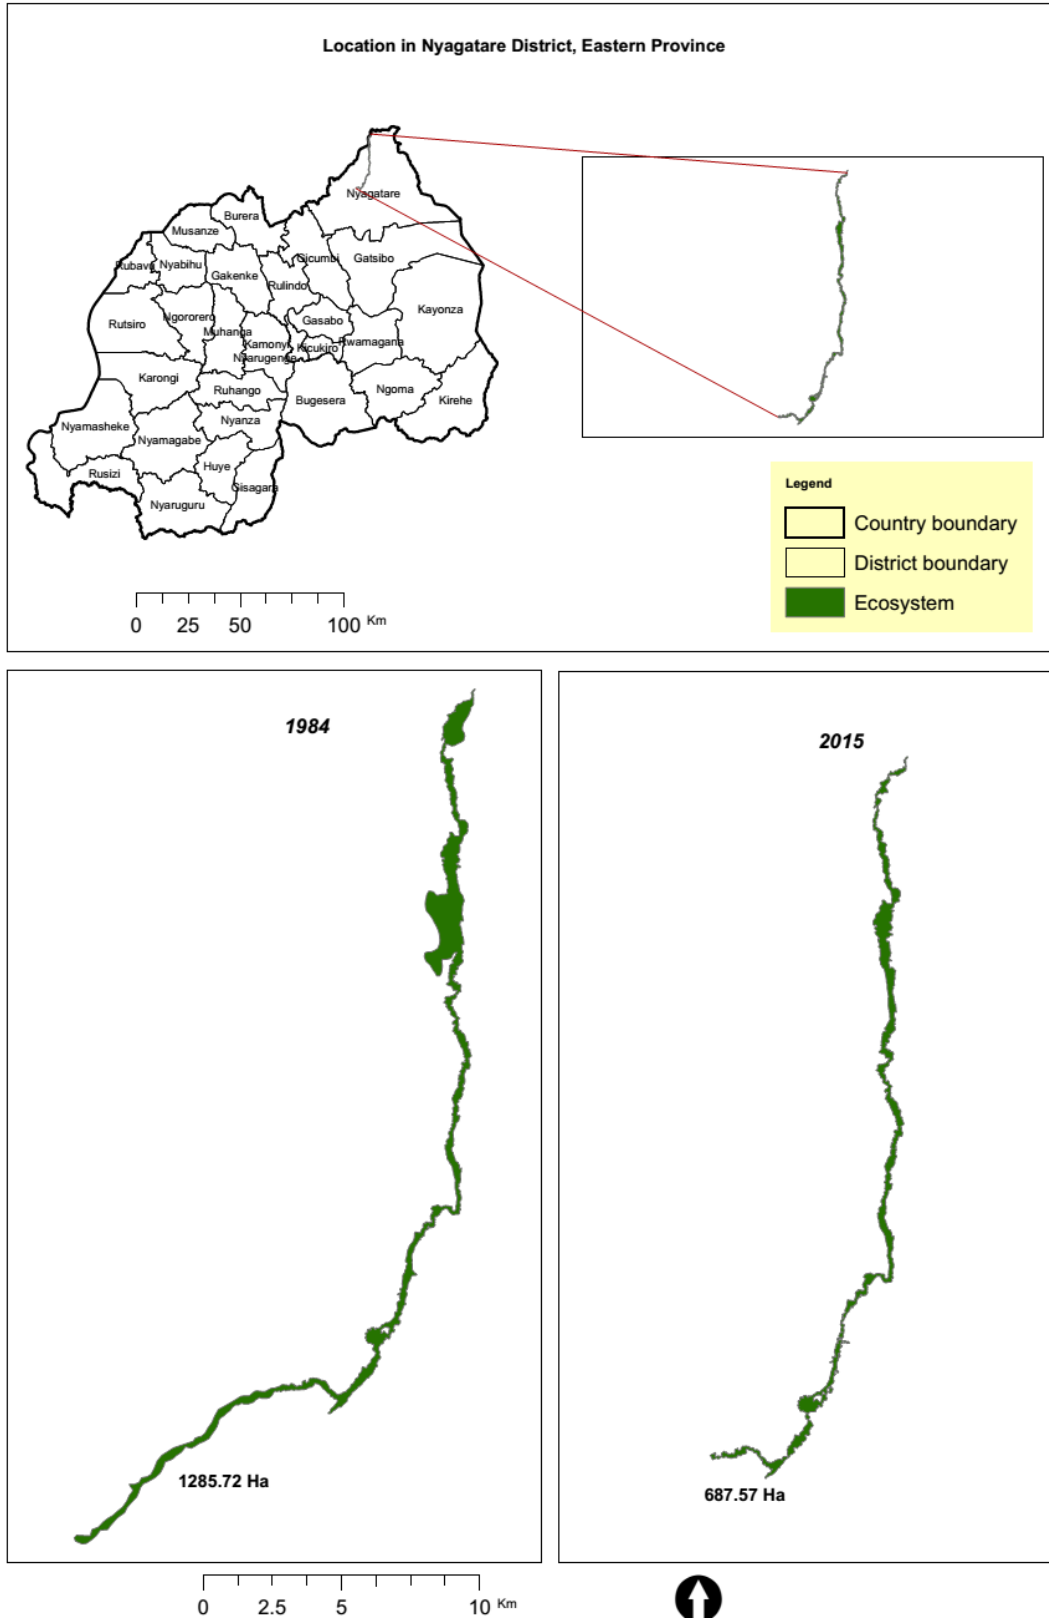 Location in Nyagatare District, Eastern Province
Nyagatare
Burera
Musanze
Gicumbi
Gatsibo
Rubavu
Nyabihu
Gakenke
Rulindo
Kayonza
Rutsiro
Ngororero
Muhanga
Gasabo
Kamonyi
Kicukiro
Rwamagana
Nyarugenge
Karongi
Ruhango
Bugesera
Ngoma
Kirehe
Nyamasheke
Nyamagabe
Nyanza
Huye
Rusizi
Gisagara
Nyaruguru
Legend
Country boundary
District boundary
Ecosystem
0 25 50 100 Km
1984
2015
1285.72 Ha
687.57 Ha
0 2.5 5 10 Km